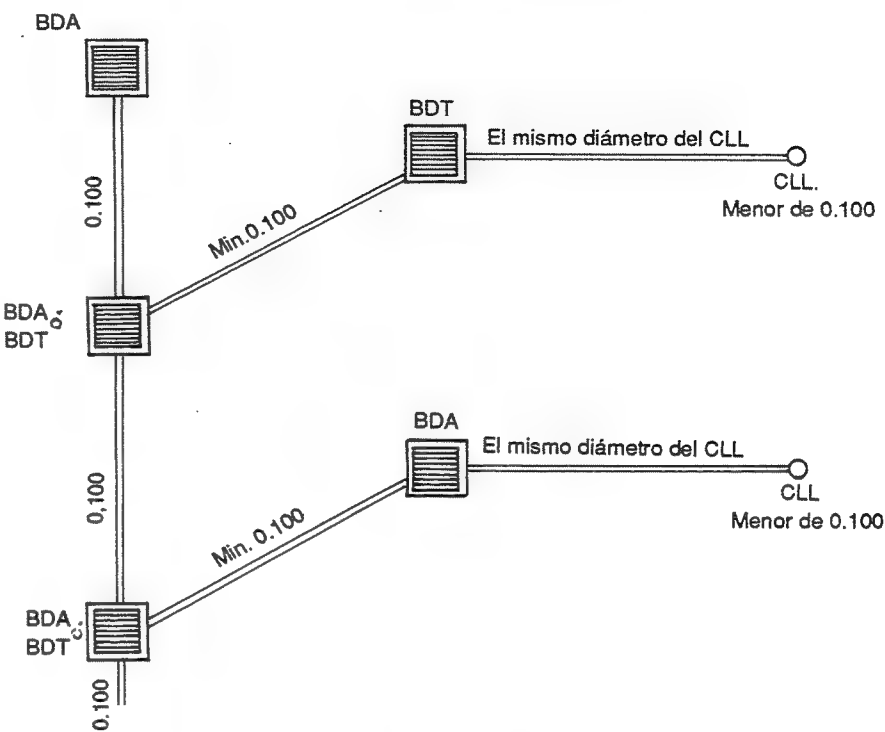 BDA
BDT
El mismo diámetro del CLL
CLL.
Menor de 0.100
0.100
Min.0.100
BDA ó.
BDT
BDA
El mismo diámetro del CLL
CLL
Menor de 0.100
0,100
Min. 0.100
BDA
BDT
0.100